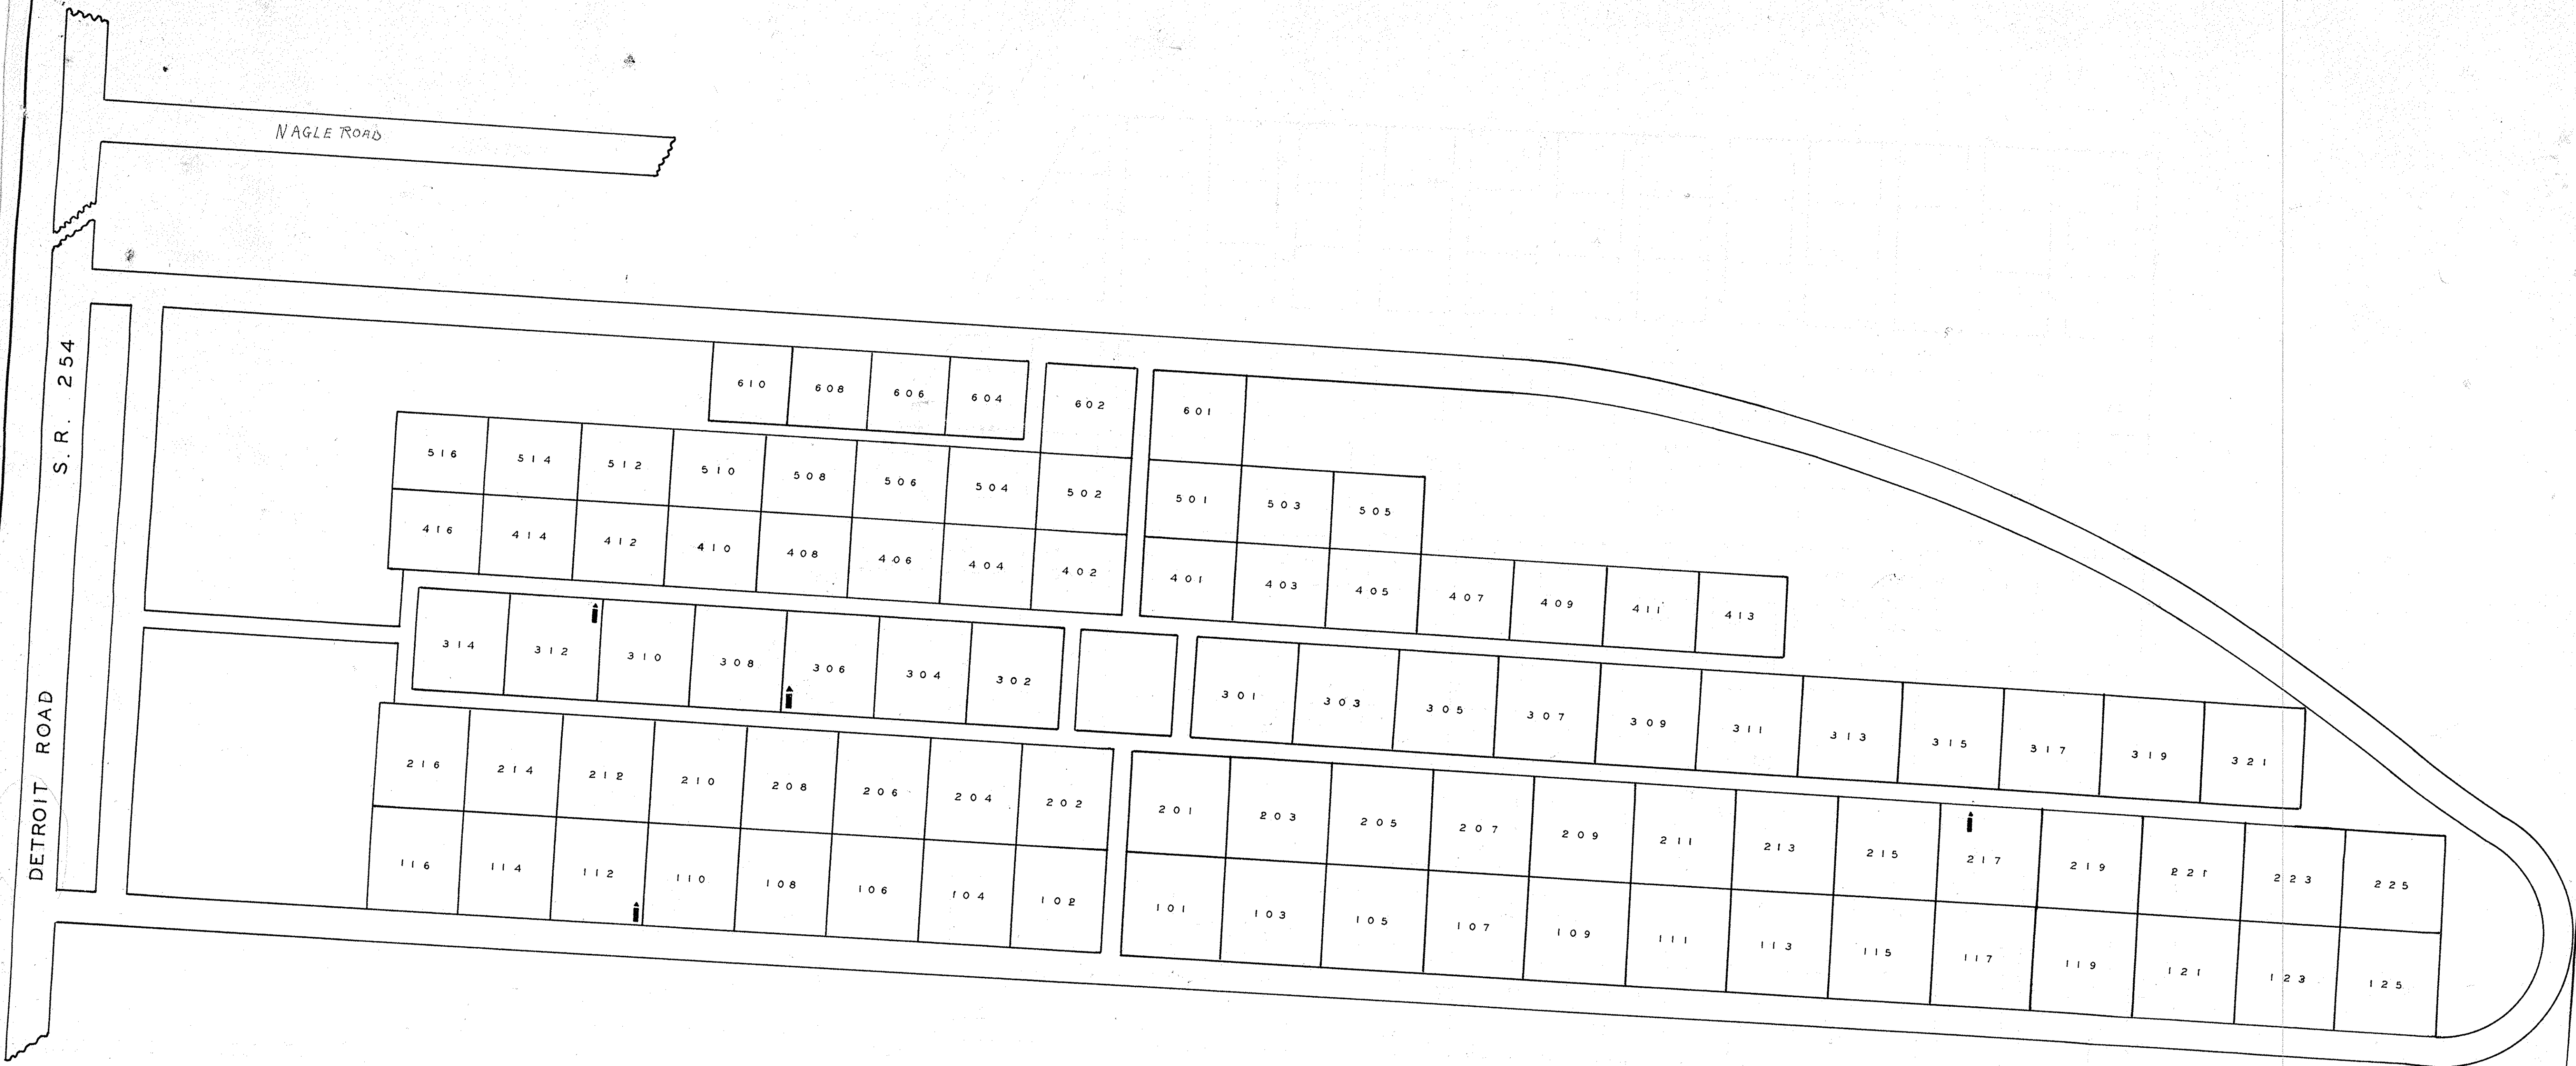 NAGLE ROAD
S. R. 254
DETROIT ROAD
610 608 606 604 602 601
516 514 512 510 508 506 504 502 501 503 505
416 414 412 410 408 406 404 402 401 403 405 407 409 411 413
314 312 310 308 306 304 302 301 303 305 307 309 311 313 315 317 319 321
216 214 212 210 208 206 204 202 201 203 205 207 209 211 213 215 217 219 221 223 225
116 114 112 110 108 106 104 102 101 103 105 107 109 111 113 115 117 119 121 123 125